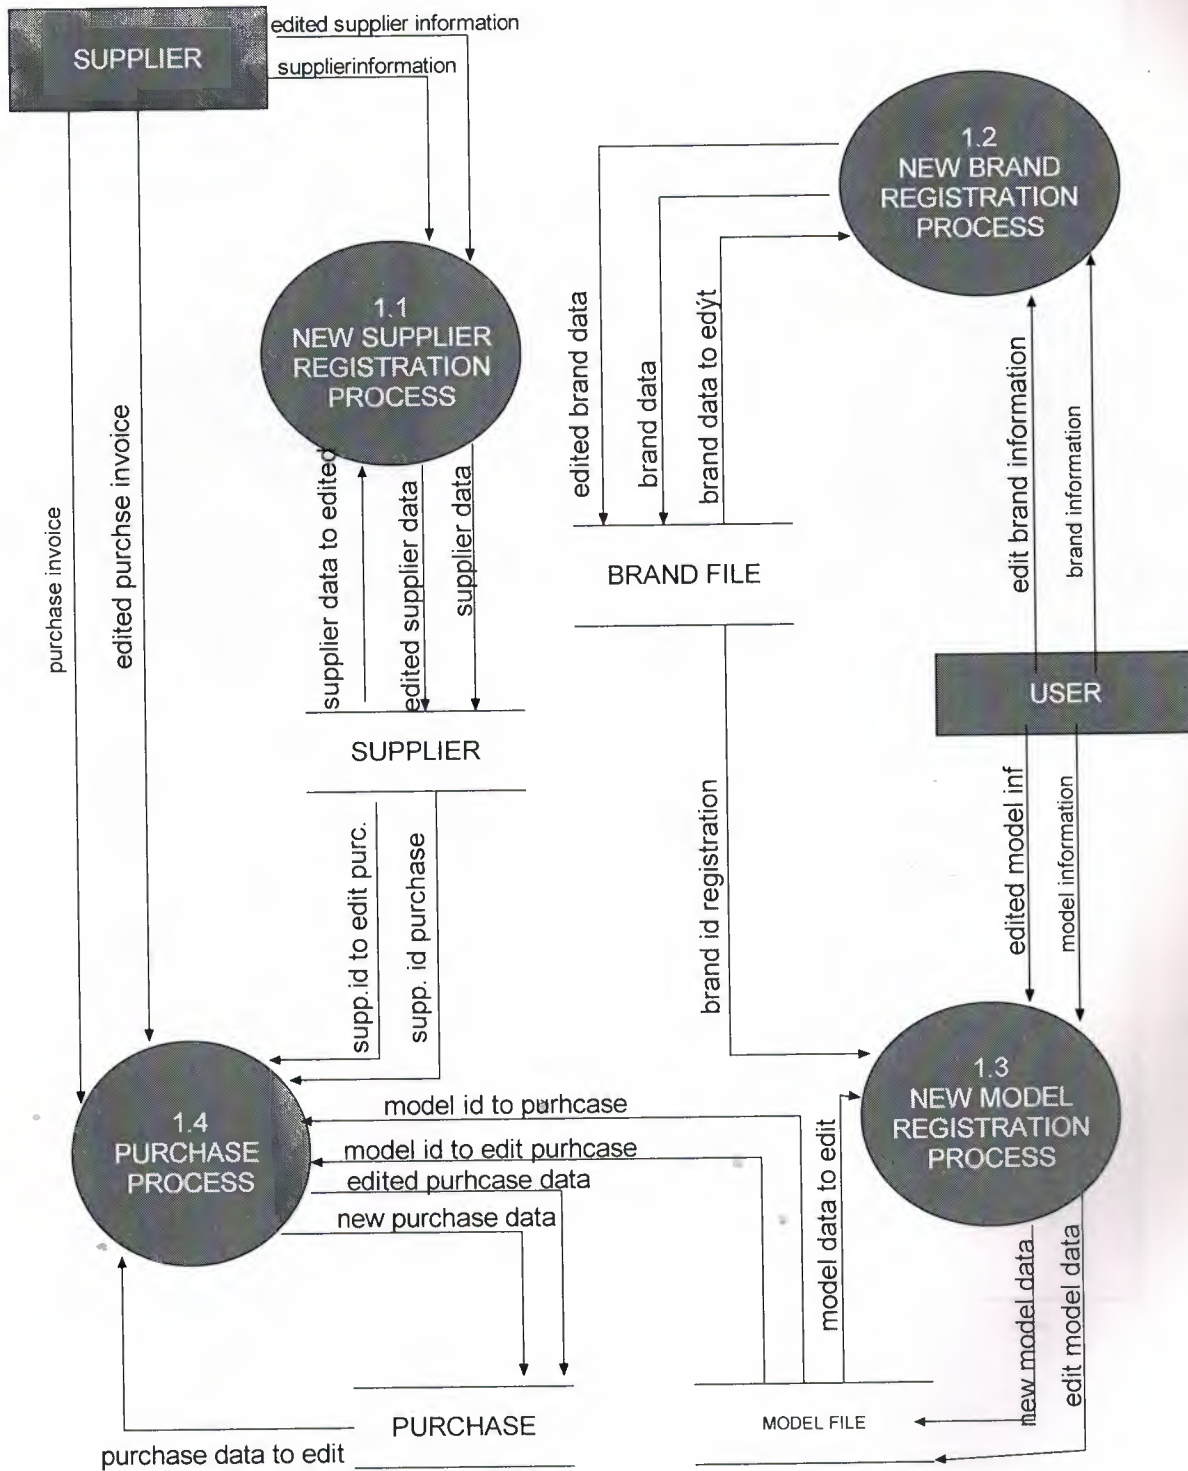 SUPPLIER
edited supplier information
supplierinformation
1.2
NEW BRAND
REGISTRATION
PROCESS
1.1
NEW SUPPLIER
REGISTRATION
PROCESS
edited brand data
brand data
brand data to edýt
edit brand information
brand information
purchase invoice
edited purchse invoice
supplier data to edited
edited supplier data
supplier data
BRAND FILE
USER
SUPPLIER
supp.id to edit purc.
supp. id purchase
brand id registration
edited model inf
model information
1.3
NEW MODEL
REGISTRATION
PROCESS
1.4
PURCHASE
PROCESS
model id to purhcase
model id to edit purhcase
edited purhcase data
new purchase data
model data to edit
new model data
edit model data
PURCHASE
MODEL FILE
purchase data to edit